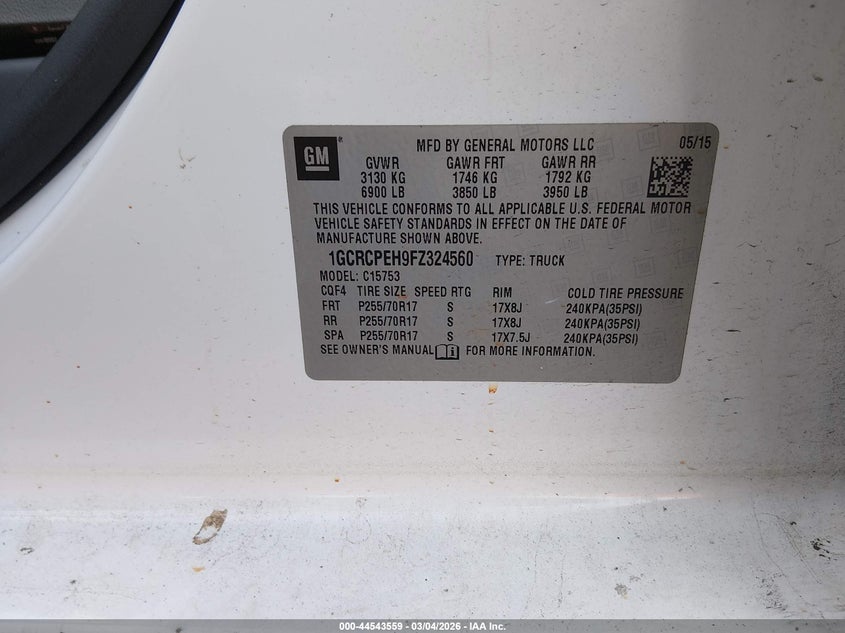 GM
MFD BY GENERAL MOTORS LLC 05/15
GVWR GAWR FRT GAWR RR
3130 KG 1746 KG 1792 KG
6900 LB 3850 LB 3950 LB
THIS VEHICLE CONFORMS TO ALL APPLICABLE U.S. FEDERAL MOTOR
VEHICLE SAFETY STANDARDS IN EFFECT ON THE DATE OF
MANUFACTURE SHOWN ABOVE.
1GCRCPEH9FZ324560 TYPE: TRUCK
MODEL: C15753
CQF4 TIRE SIZE SPEED RTG RIM COLD TIRE PRESSURE
FRT P255/70R17 S 17X8J 240KPA(35PSI)
RR P255/70R17 S 17X8J 240KPA(35PSI)
SPA P255/70R17 S 17X7.5J 240KPA(35PSI)
SEE OWNER'S MANUAL FOR MORE INFORMATION.
000-44543559 - 03/04/2026 - IAA Inc.